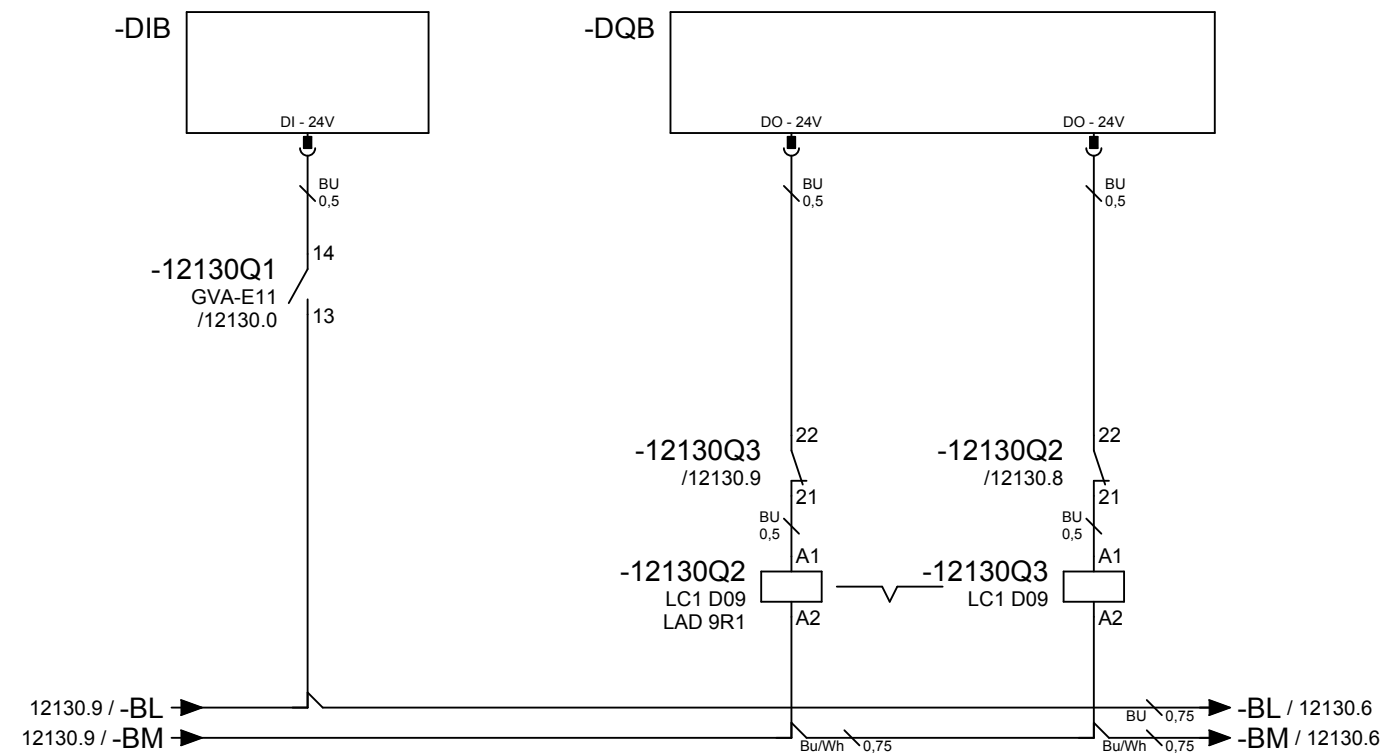 -DIB
-DQB
DI - 24V
DO - 24V
DO - 24V
BU
0,5
BU
0,5
BU
0,5
14
-12130Q1
GVA-E11
/12130.0
13
22
-12130Q3
/12130.9
21
22
-12130Q2
/12130.8
21
BU
0,5
BU
0,5
A1
-12130Q2
LC1 D09
LAD 9R1
A2
A1
-12130Q3
LC1 D09
A2
12130.9 / -BL
BU 0,75
-BL / 12130.6
12130.9 / -BM
Bu/Wh 0,75
Bu/Wh 0,75
-BM / 12130.6